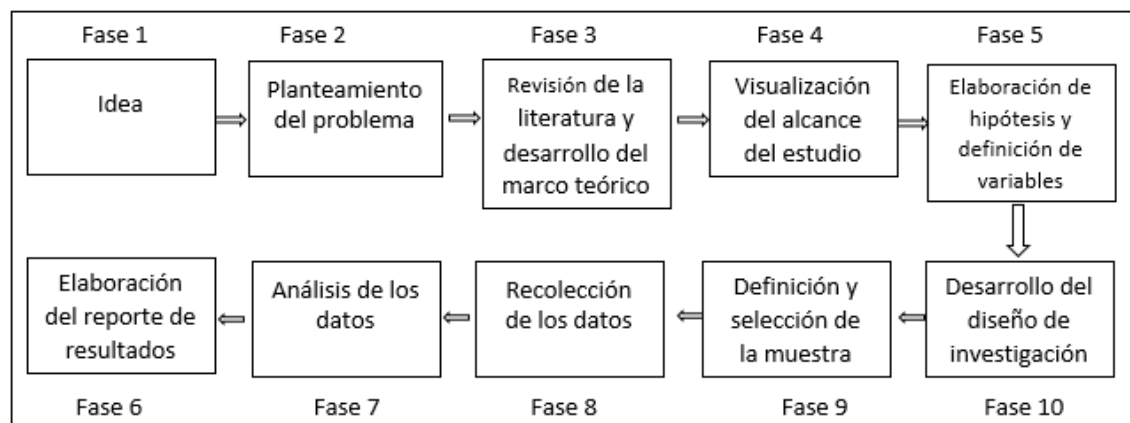 Fase 1
Fase 2
Fase 3
Fase 4
Fase 5
Idea
Planteamiento
del problema
Revisión de la
literatura y
desarrollo del
marco teórico
Visualización
del alcance
del estudio
Elaboración de
hipótesis y
definición de
variables
Elaboración
del reporte de
resultados
Análisis de los
datos
Recolección
de los datos
Definición y
selección de
la muestra
Desarrollo del
diseño de
investigación
Fase 6
Fase 7
Fase 8
Fase 9
Fase 10